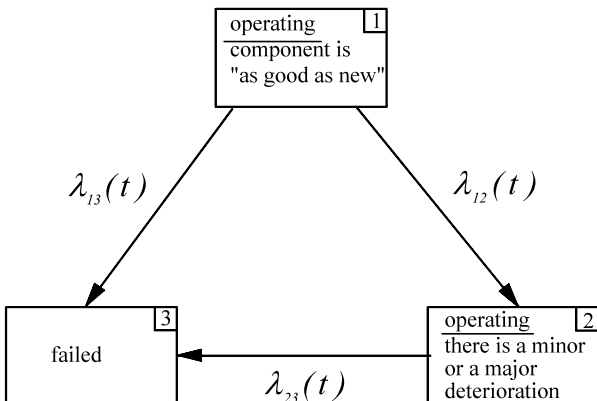 operating 1
component is
"as good as new"
λ13(t)
λ12(t)
3
failed
operating 2
there is a minor
or a major
deterioration
λ23(t)